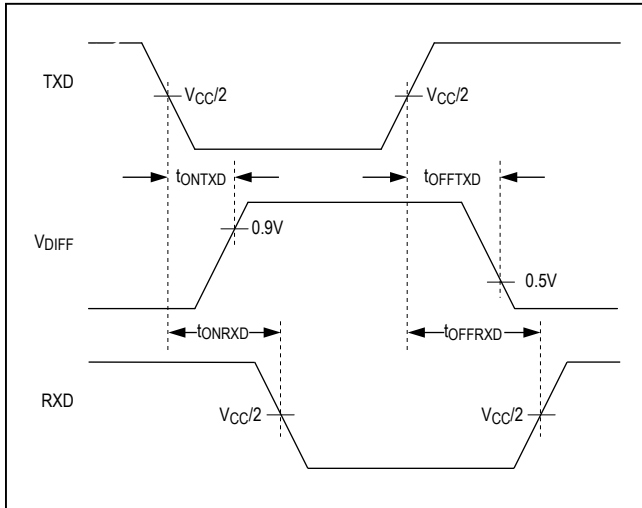 TXD
VCC/2
VCC/2
tONTXD
tOFFTXD
VDIFF
0.9V
0.5V
tONRXD
tOFFRXD
RXD
VCC/2
VCC/2